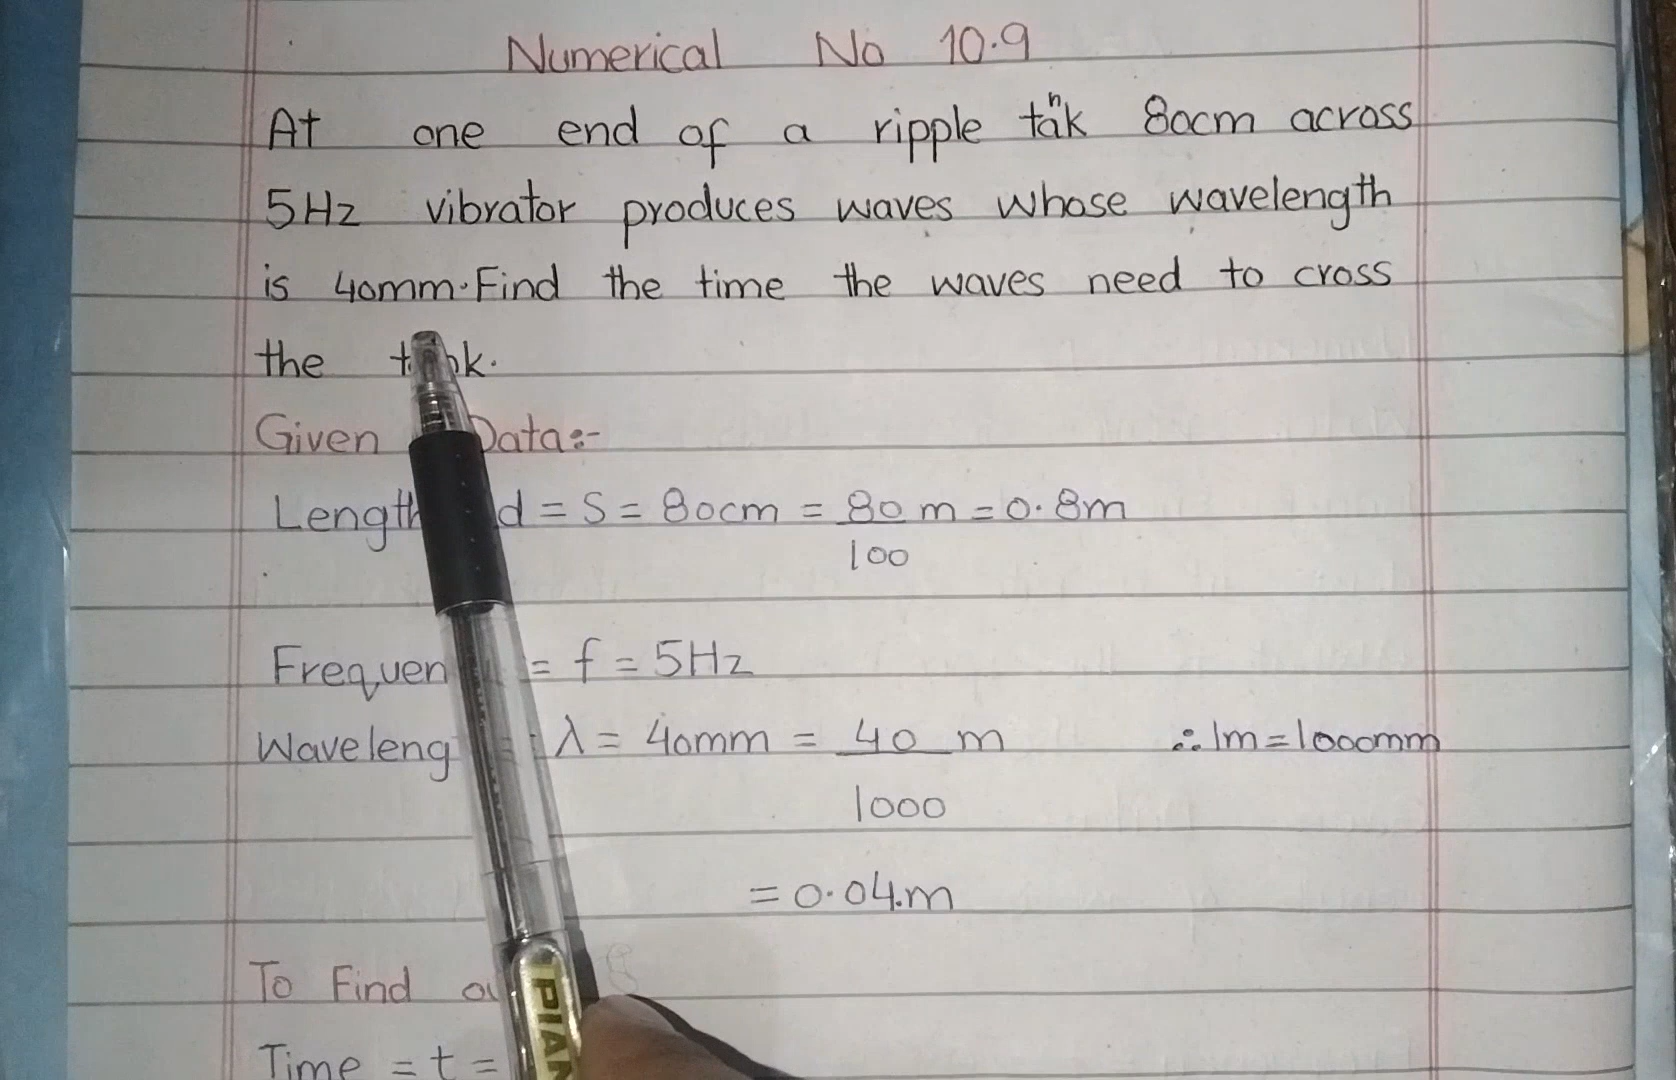 Numerical No 10.9
At one end of a ripple tank 80cm across
5Hz vibrator produces waves whose wavelength
is 40mm. Find the time the waves need to cross
the
Given Data:-
Length d = S = 80cm = 80 m = 0.8m
100
= f = 5Hz
λ = 40mm = 40 m ∴ 1m = 1000mm
1000
= 0.04m
To Find
Time = t =
PIAN